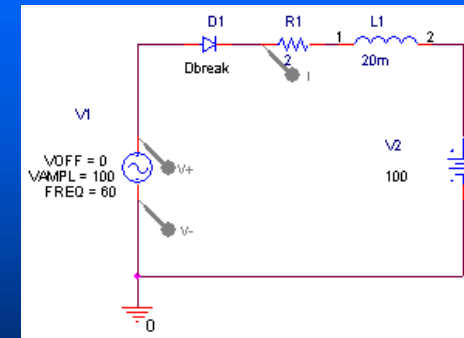 D1
R1
L1
Dbreak
2
1
2
20m
I
V1
VOFF = 0
VAMPL = 100
FREQ = 60
V+
V-
V2
100
0